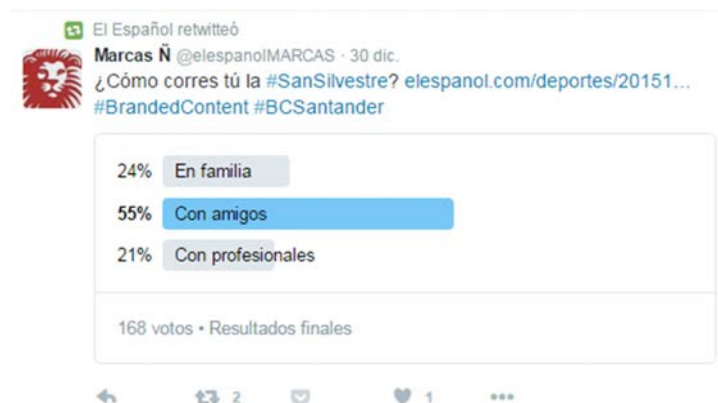 El Español retwitteó
Marcas Ñ @elespanolMARCAS · 30 dic.
¿Cómo corres tú la #SanSilvestre? elespanol.com/deportes/20151...
#BrandedContent #BCSantander
24% En familia
55% Con amigos
21% Con profesionales
168 votos • Resultados finales
2 1